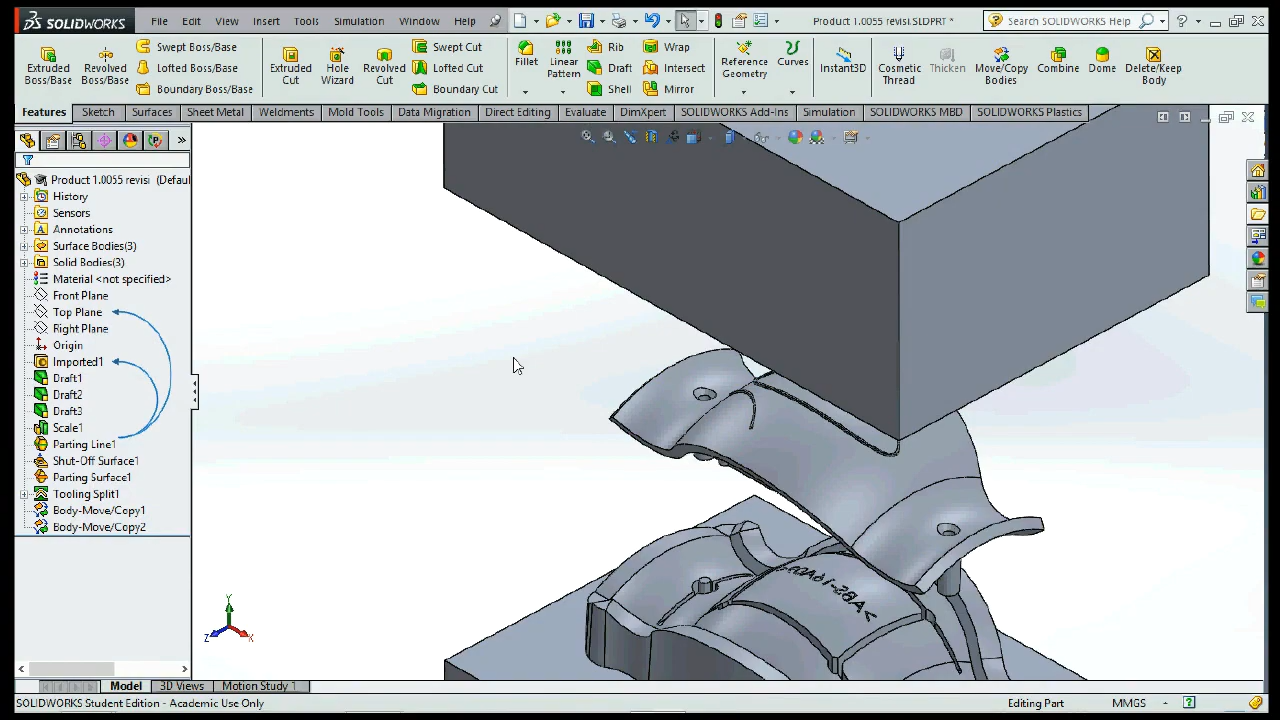 SOLIDWORKS File Edit View Insert Tools Simulation Window Help Product 1.0055 revisi.SLDPRT * Search SOLIDWORKS Help
Extruded Boss/Base
Revolved Boss/Base
Swept Boss/Base
Lofted Boss/Base
Boundary Boss/Base
Extruded Cut
Hole Wizard
Revolved Cut
Swept Cut
Lofted Cut
Boundary Cut
Fillet
Linear Pattern
Rib
Draft
Shell
Wrap
Intersect
Mirror
Reference Geometry
Curves
Instant3D
Cosmetic Thread
Thicken
Move/Copy Bodies
Combine
Dome
Delete/Keep Body
Features Sketch Surfaces Sheet Metal Weldments Mold Tools Data Migration Direct Editing Evaluate DimXpert SOLIDWORKS Add-Ins Simulation SOLIDWORKS MBD SOLIDWORKS Plastics
Product 1.0055 revisi (Defau
History
Sensors
Annotations
Surface Bodies(3)
Solid Bodies(3)
Material <not specified>
Front Plane
Top Plane
Right Plane
Origin
Imported1
Draft1
Draft2
Draft3
Scale1
Parting Line1
Shut-Off Surface1
Parting Surface1
Tooling Split1
Body-Move/Copy1
Body-Move/Copy2
Y
Z
X
Model 3D Views Motion Study 1
SOLIDWORKS Student Edition - Academic Use Only Editing Part MMGS